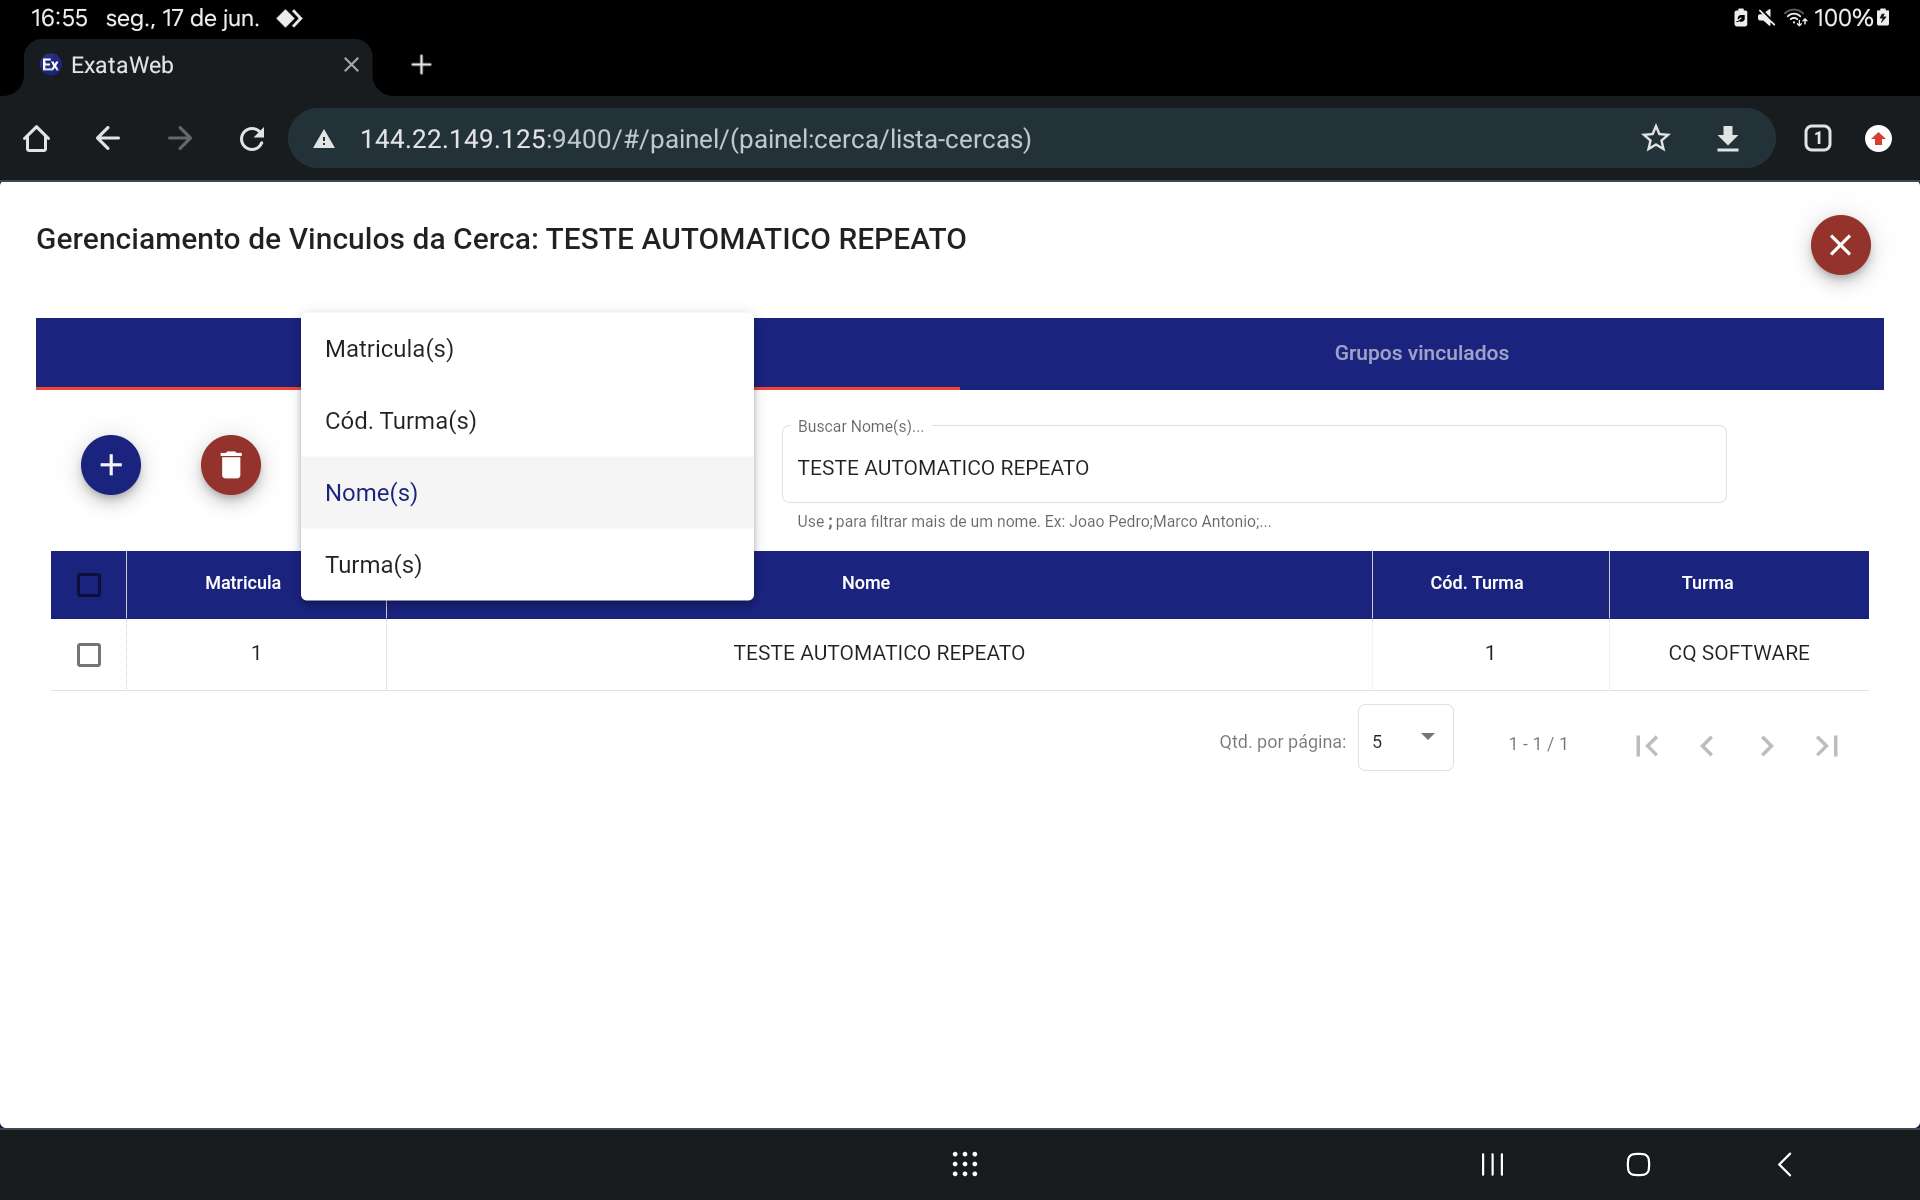 16:55 seg., 17 de jun. 100%
Ex ExataWeb
144.22.149.125:9400/#/painel/(painel:cerca/lista-cercas) 1
Gerenciamento de Vinculos da Cerca: TESTE AUTOMATICO REPEATO
Grupos vinculados
Matricula(s)
Cód. Turma(s)
Nome(s)
Turma(s)
Buscar Nome(s)...
TESTE AUTOMATICO REPEATO
Use ; para filtrar mais de um nome. Ex: Joao Pedro;Marco Antonio;...
Matricula Nome Cód. Turma Turma
1 TESTE AUTOMATICO REPEATO 1 CQ SOFTWARE
Qtd. por página: 5 1 - 1 / 1